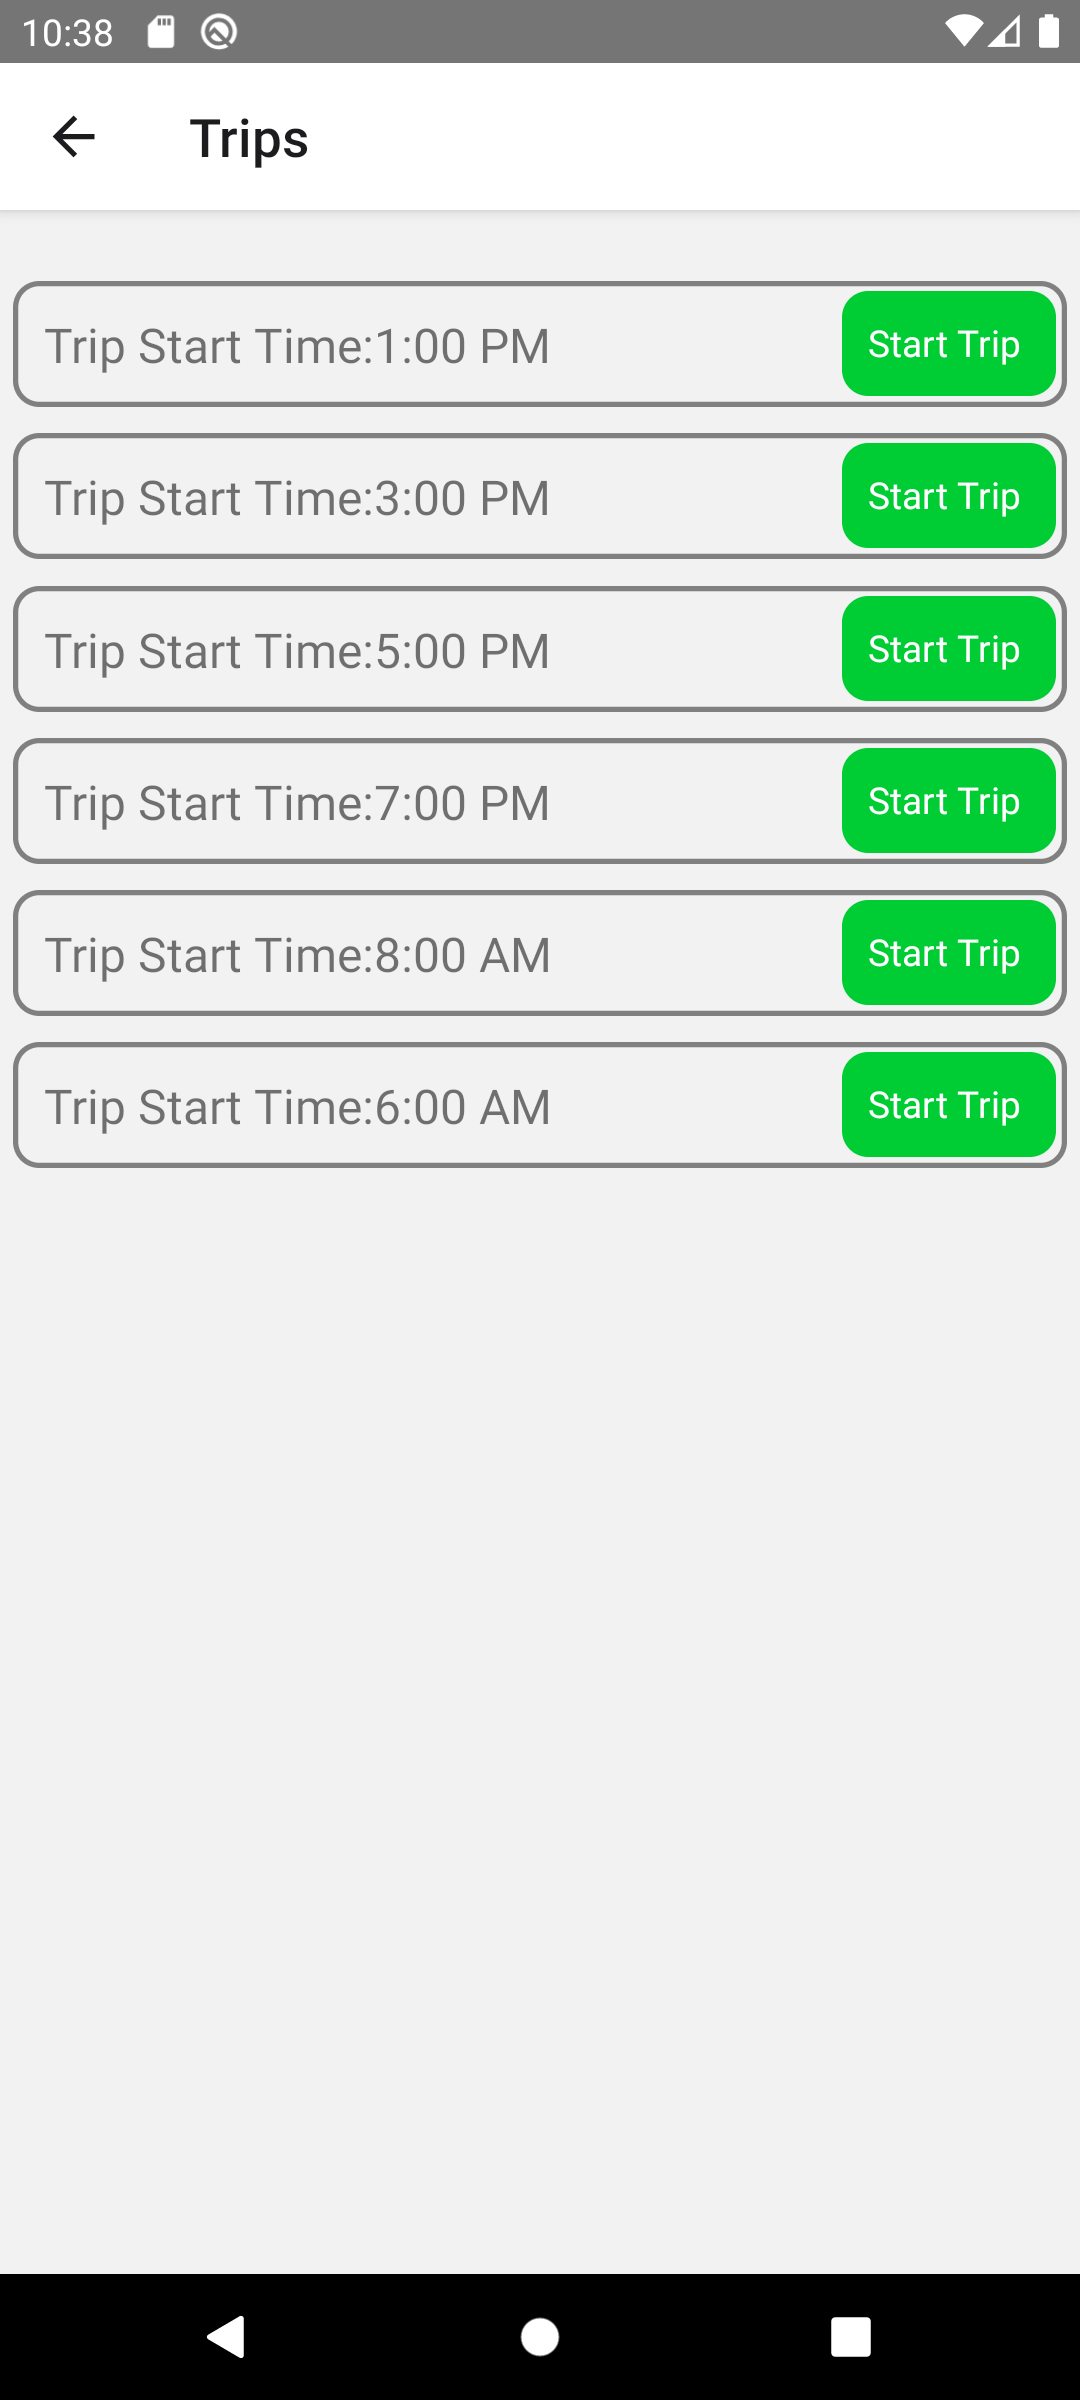 10:38
Trips
Trip Start Time:1:00 PM Start Trip
Trip Start Time:3:00 PM Start Trip
Trip Start Time:5:00 PM Start Trip
Trip Start Time:7:00 PM Start Trip
Trip Start Time:8:00 AM Start Trip
Trip Start Time:6:00 AM Start Trip